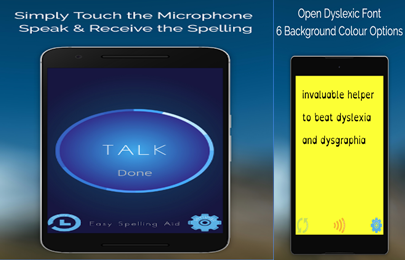 Simply Touch the Microphone
Speak & Receive the Spelling
TALK
Done
Easy Spelling Aid
Open Dyslexic Font
6 Background Colour Options
invaluable helper
to beat dyslexia
and dysgraphia